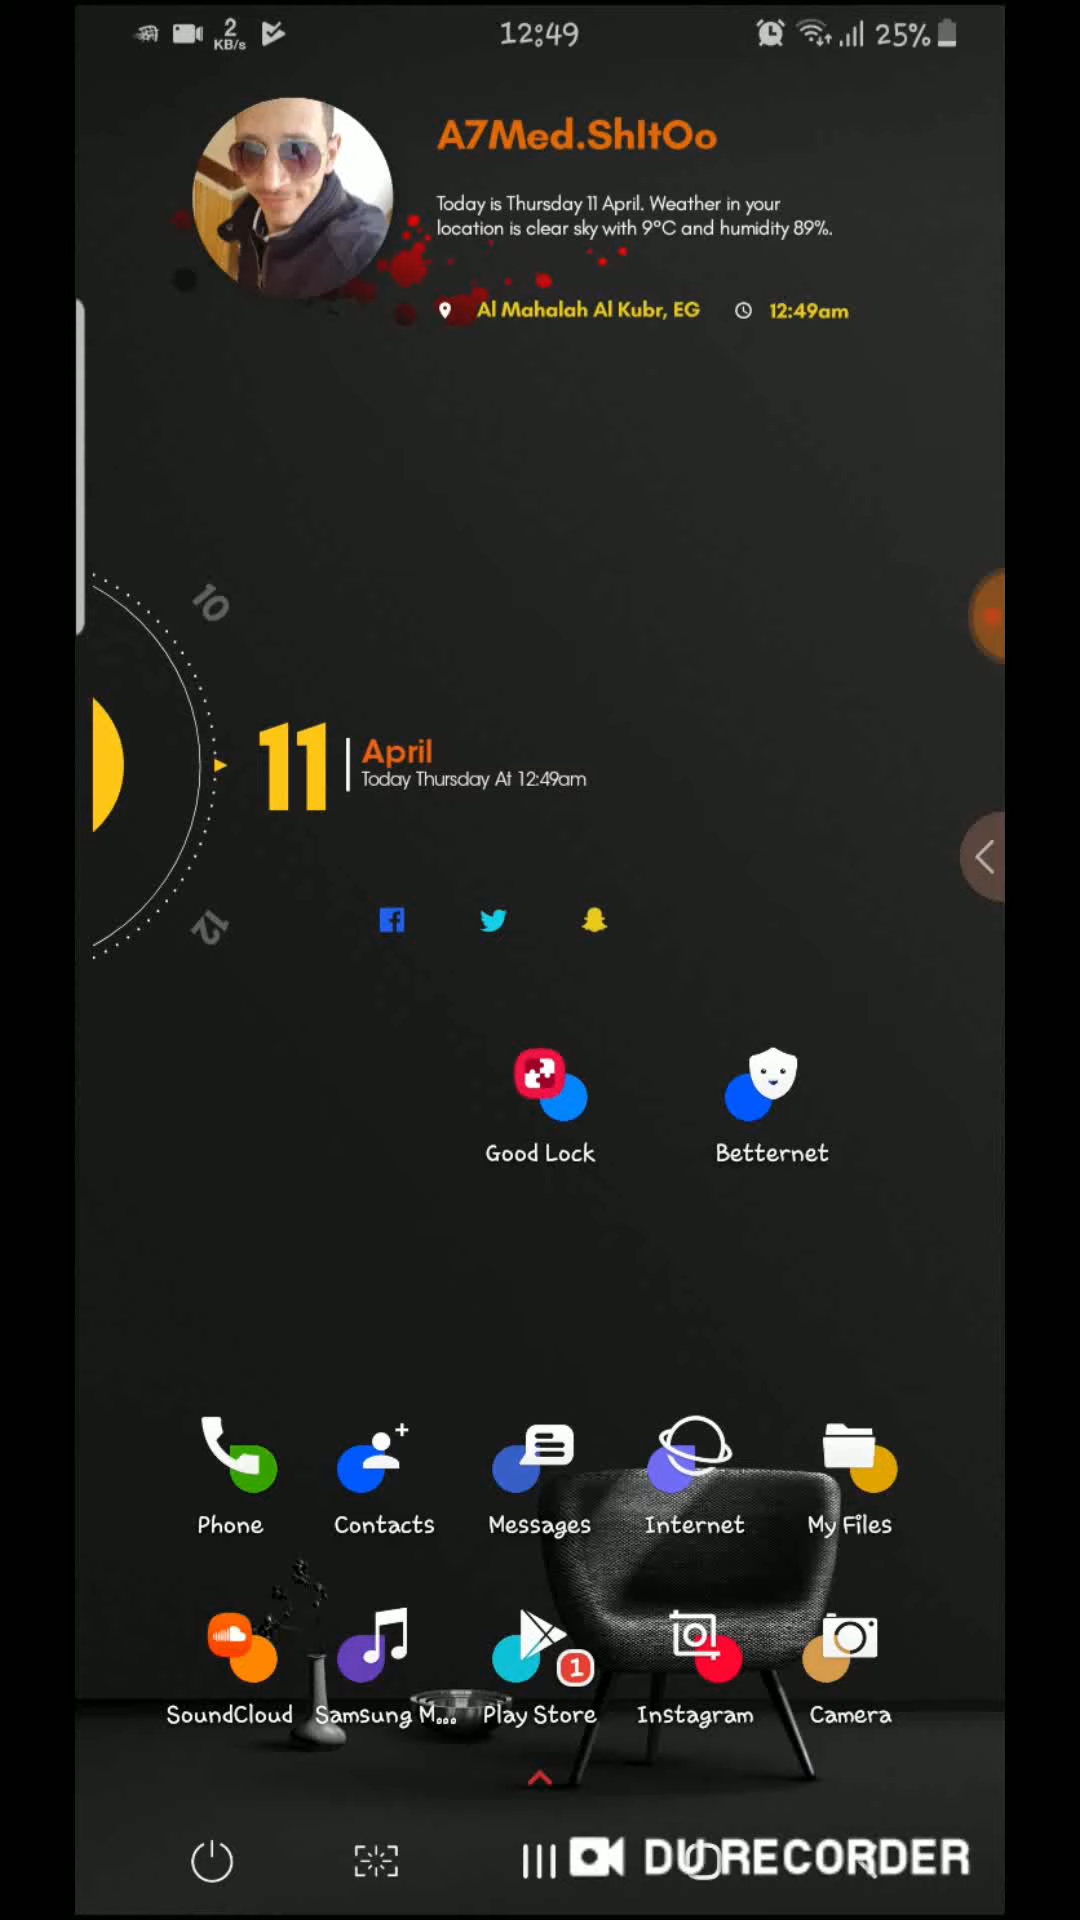 2
KB/s
12:49
25%
A7Med.ShItOo
Today is Thursday 11 April. Weather in your
location is clear sky with 9°C and humidity 89%.
Al Mahalah Al Kubr, EG
12:49am
10
11
April
Today Thursday At 12:49am
12
Good Lock
Betternet
Phone
Contacts
Messages
Internet
My Files
1
SoundCloud
Samsung M...
Play Store
Instagram
Camera
DU RECORDER